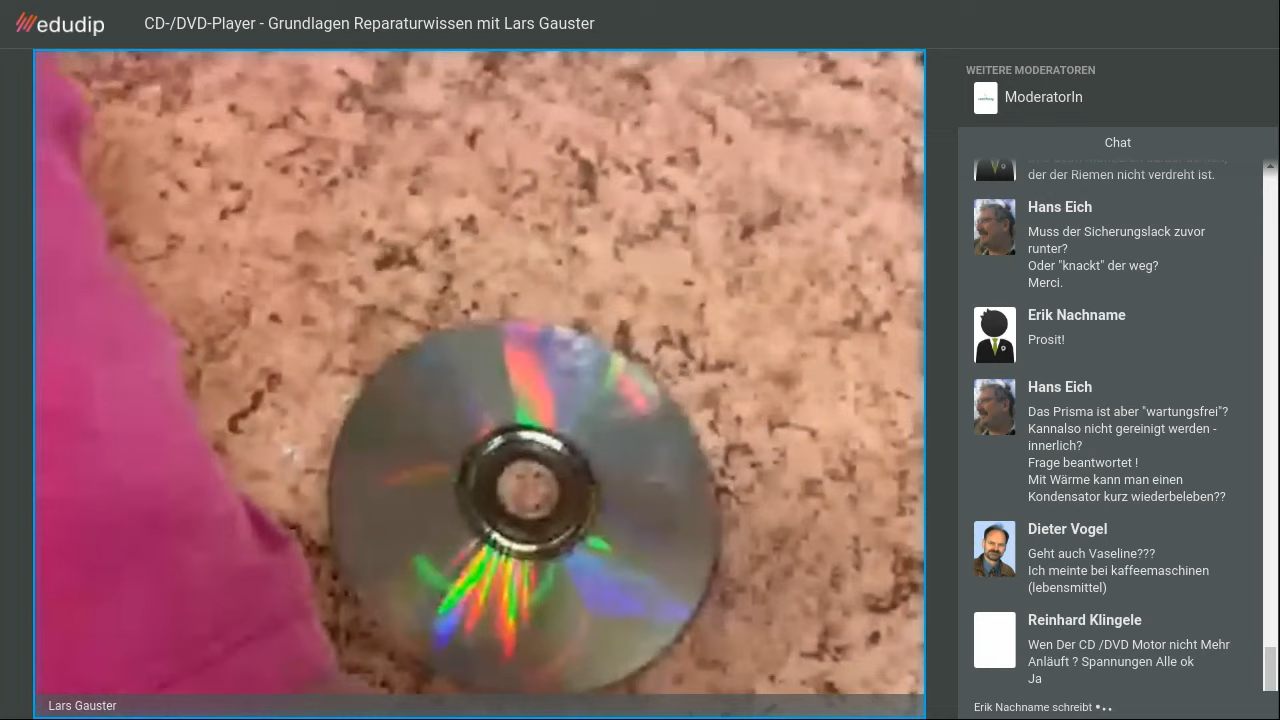 edudip
CD-/DVD-Player - Grundlagen Reparaturwissen mit Lars Gauster
WEITERE MODERATOREN
ModeratorIn
Chat
der der Riemen nicht verdreht ist.
Hans Eich
Muss der Sicherungslack zuvor
runter?
Oder "knackt" der weg?
Merci.
Erik Nachname
Prosit!
Hans Eich
Das Prisma ist aber "wartungsfrei"?
Kannalso nicht gereinigt werden -
innerlich?
Frage beantwortet !
Mit Wärme kann man einen
Kondensator kurz wiederbeleben??
Dieter Vogel
Geht auch Vaseline???
Ich meinte bei kaffeemaschinen
(lebensmittel)
Reinhard Klingele
Wen Der CD /DVD Motor nicht Mehr
Anläuft ? Spannungen Alle ok
Ja
Lars Gauster
Erik Nachname schreibt